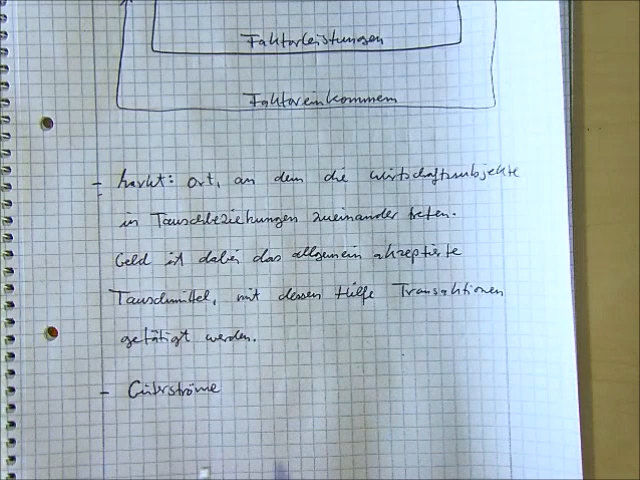 Faktorleistungen
Faktoreinkommen
- Markt: Ort, an dem die Wirtschaftssubjekte
in Tauschbeziehungen zueinander treten.
Geld ist dabei das allgemein akzeptierte
Tauschmittel, mit dessen Hilfe Transaktionen
getätigt werden.
- Güterströme